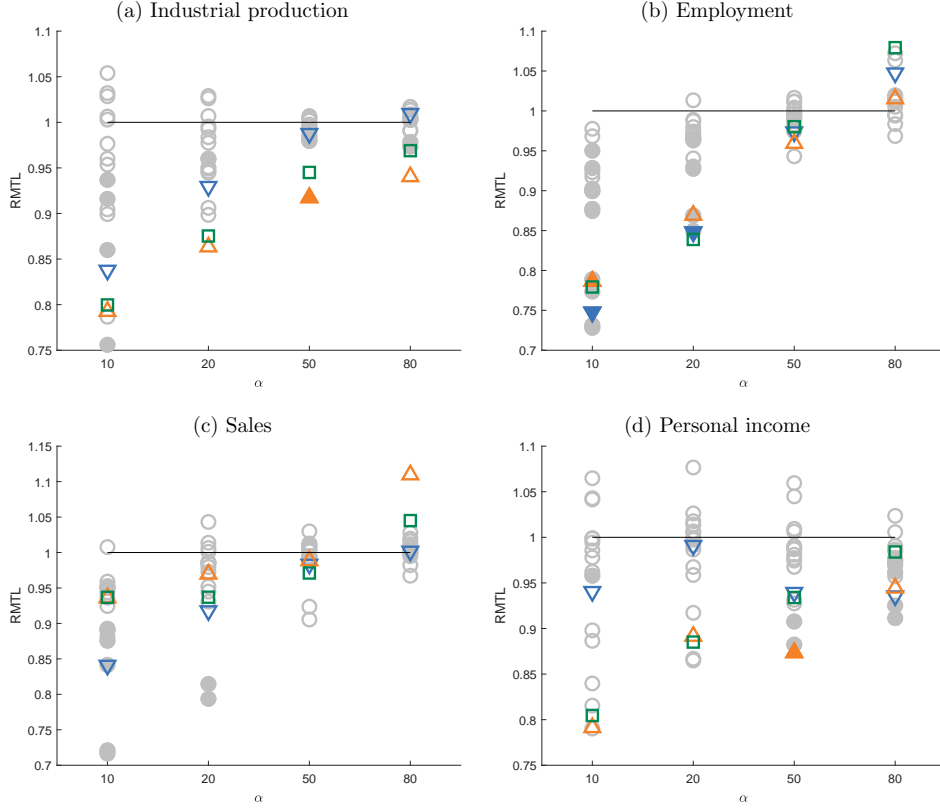 (a) Industrial production
1.1
1.05
1
0.95
0.9
0.85
0.8
0.75
RMTL
10 20 50 80
α
(b) Employment
1.1
1.05
1
0.95
0.9
0.85
0.8
0.75
0.7
RMTL
10 20 50 80
α
(c) Sales
1.15
1.1
1.05
1
0.95
0.9
0.85
0.8
0.75
0.7
RMTL
10 20 50 80
α
(d) Personal income
1.1
1.05
1
0.95
0.9
0.85
0.8
0.75
RMTL
10 20 50 80
α